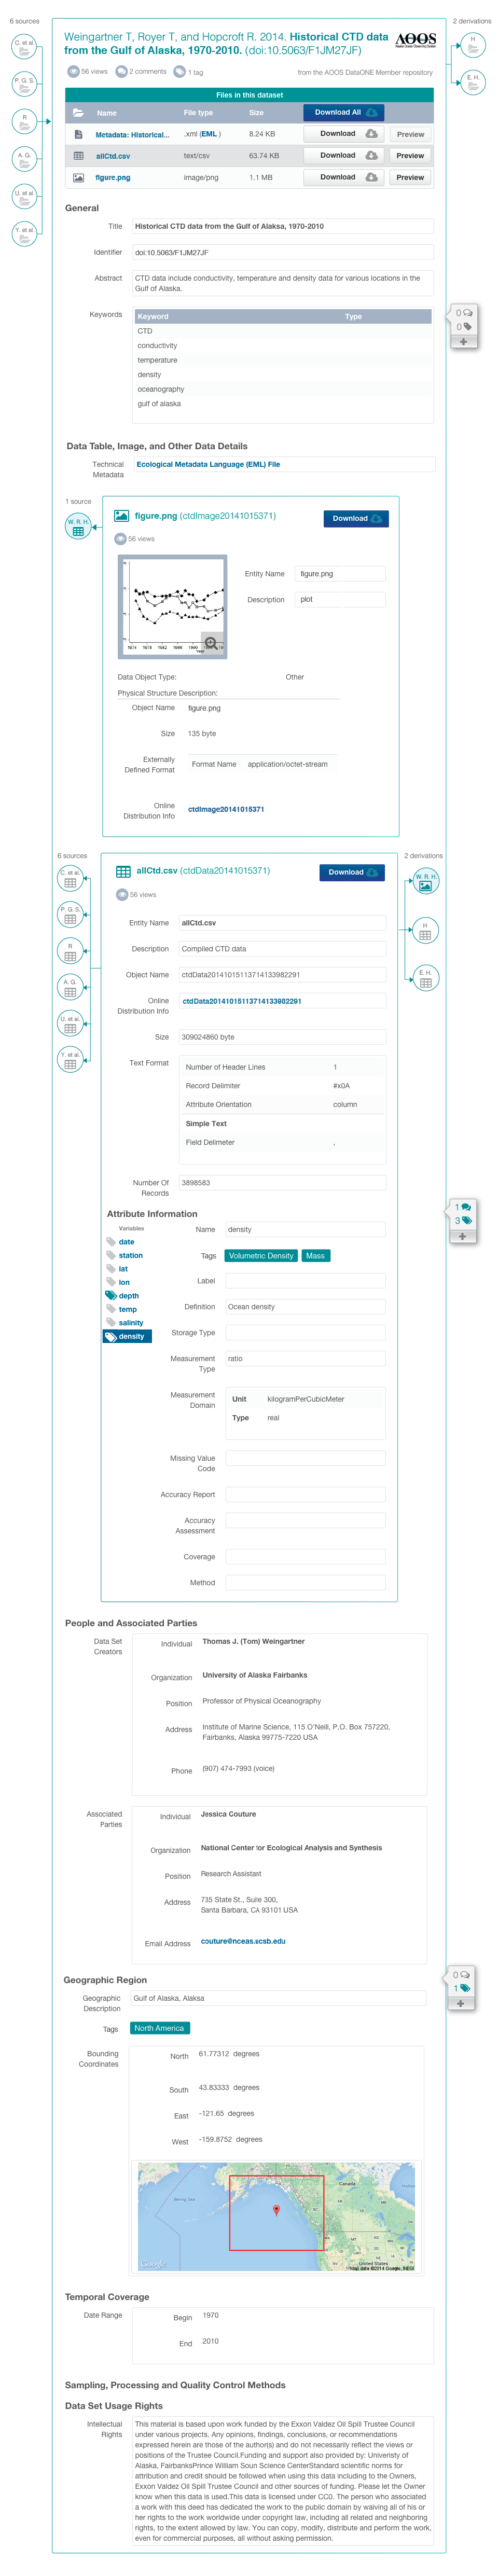 6 sources
2 derivations
C. et al.
P. G. S.
R
A. G.
U. et al.
Y. et al.
H
E. H.
Weingartner T, Royer T, and Hopcroft R. 2014. Historical CTD data
from the Gulf of Alaska, 1970-2010. (doi:10.5063/F1JM27JF)
AOOS
56 views
2 comments
1 tag
from the AOOS DataONE Member repository
Files in this dataset
Name File type Size Download All
Metadata: Historical... .xml (EML ) 8.24 KB Download Preview
allCtd.csv text/csv 63.74 KB Download Preview
figure.png image/png 1.1 MB Download Preview
General
Title Historical CTD data from the Gulf of Alaksa, 1970-2010
Identifier doi:10.5063/F1JM27JF
Abstract CTD data include conductivity, temperature and density data for various locations in the
Gulf of Alaska.
Keywords Keyword Type
CTD
conductivity
temperature
density
oceanography
gulf of alaska
0
0
+
Data Table, Image, and Other Data Details
Technical
Metadata
Ecological Metadata Language (EML) File
1 source
W. R. H.
figure.png (ctdImage20141015371) Download
56 views
Entity Name figure.png
Description plot
Data Object Type: Other
Physical Structure Description:
Object Name figure.png
Size 135 byte
Externally
Defined Format
Format Name application/octet-stream
Online
Distribution Info
ctdImage20141015371
6 sources
2 derivations
C. et al.
P. G. S.
R
A. G.
U. et al.
Y. et al.
W. R. H.
H
E. H.
allCtd.csv (ctdData20141015371) Download
56 views
Entity Name allCtd.csv
Description Compiled CTD data
Object Name ctdData20141015113714133982291
Online
Distribution Info
ctdData20141015113714133982291
Size 309024860 byte
Text Format Number of Header Lines 1
Record Delimiter #x0A
Attribute Orientation column
Simple Text
Field Delimeter ,
Number Of
Records
3898583
1
3
+
Attribute Information
Variables
date
station
lat
lon
depth
temp
salinity
density
Name density
Tags Volumetric Density Mass
Label
Definition Ocean density
Storage Type
Measurement
Type
ratio
Measurement
Domain
Unit kilogramPerCubicMeter
Type real
Missing Value
Code
Accuracy Report
Accuracy
Assessment
Coverage
Method
People and Associated Parties
Data Set
Creators
Individual Thomas J. (Tom) Weingartner
Organization University of Alaska Fairbanks
Position Professor of Physical Oceanography
Address Institute of Marine Science, 115 O'Neill, P.O. Box 757220,
Fairbanks, Alaska 99775-7220 USA
Phone (907) 474-7993 (voice)
Associated
Parties
Individual Jessica Couture
Organization National Center for Ecological Analysis and Synthesis
Position Research Assistant
Address 735 State St., Suite 300,
Santa Barbara, CA 93101 USA
Email Address couture@nceas.ucsb.edu
Geographic Region
0
1
+
Geographic
Description
Gulf of Alaska, Alaksa
Tags North America
Bounding
Coordinates
North 61.77312 degrees
South 43.83333 degrees
East -121.65 degrees
West -159.8752 degrees
Canada
Bering Sea
United States
Google
Map data ©2014 Google, INEGI
Temporal Coverage
Date Range Begin 1970
End 2010
Sampling, Processing and Quality Control Methods
Data Set Usage Rights
Intellectual
Rights
This material is based upon work funded by the Exxon Valdez Oil Spill Trustee Council
under various projects. Any opinions, findings, conclusions, or recommendations
expressed herein are those of the author(s) and do not necessarily reflect the views or
positions of the Trustee Council.Funding and support also provided by: Univeristy of
Alaska, FairbanksPrince William Soun Science CenterStandard scientific norms for
attribution and credit should be followed when using this data including to the Owners,
Exxon Valdez Oil Spill Trustee Council and other sources of funding. Please let the Owner
know when this data is used.This data is licensed under CC0. The person who associated
a work with this deed has dedicated the work to the public domain by waiving all of his or
her rights to the work worldwide under copyright law, including all related and neighboring
rights, to the extent allowed by law. You can copy, modify, distribute and perform the work,
even for commercial purposes, all without asking permission.